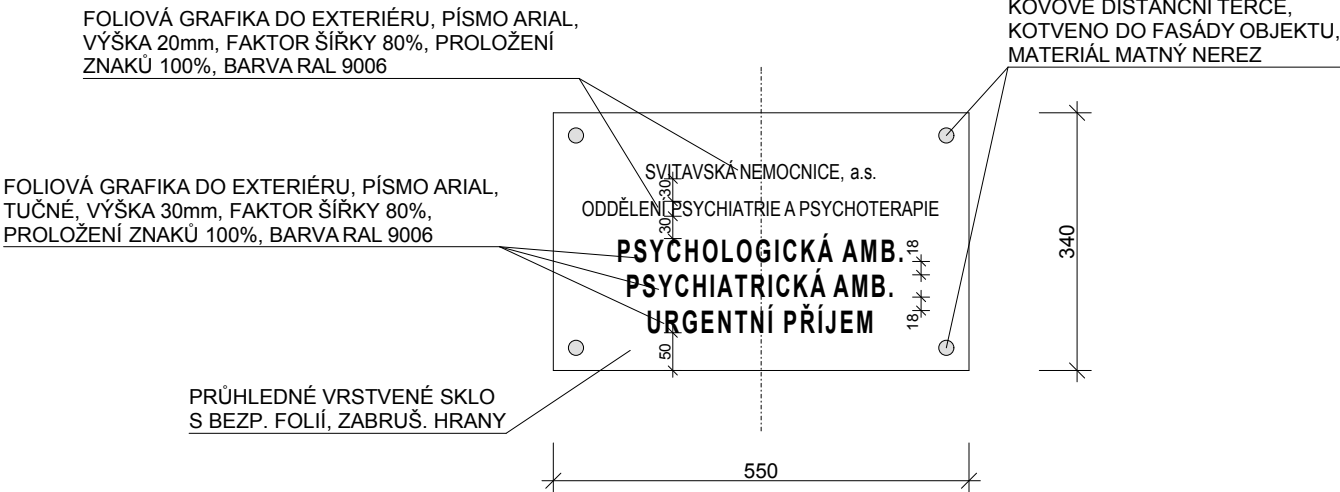 FOLIOVÁ GRAFIKA DO EXTERIÉRU, PÍSMO ARIAL,
VÝŠKA 20mm, FAKTOR ŠÍŘKY 80%, PROLOŽENÍ
ZNAKŮ 100%, BARVA RAL 9006
KOVOVÉ DISTANČNÍ TERČE,
KOTVENO DO FASÁDY OBJEKTU,
MATERIÁL MATNÝ NEREZ
FOLIOVÁ GRAFIKA DO EXTERIÉRU, PÍSMO ARIAL,
TUČNÉ, VÝŠKA 30mm, FAKTOR ŠÍŘKY 80%,
PROLOŽENÍ ZNAKŮ 100%, BARVA RAL 9006
SVITAVSKÁ NEMOCNICE, a.s.
30
ODDĚLENÍ PSYCHIATRIE A PSYCHOTERAPIE
30
PSYCHOLOGICKÁ AMB.
18
PSYCHIATRICKÁ AMB.
URGENTNÍ PŘÍJEM
18
50
340
PRŮHLEDNÉ VRSTVENÉ SKLO
S BEZP. FOLIÍ, ZABRUŠ. HRANY
550